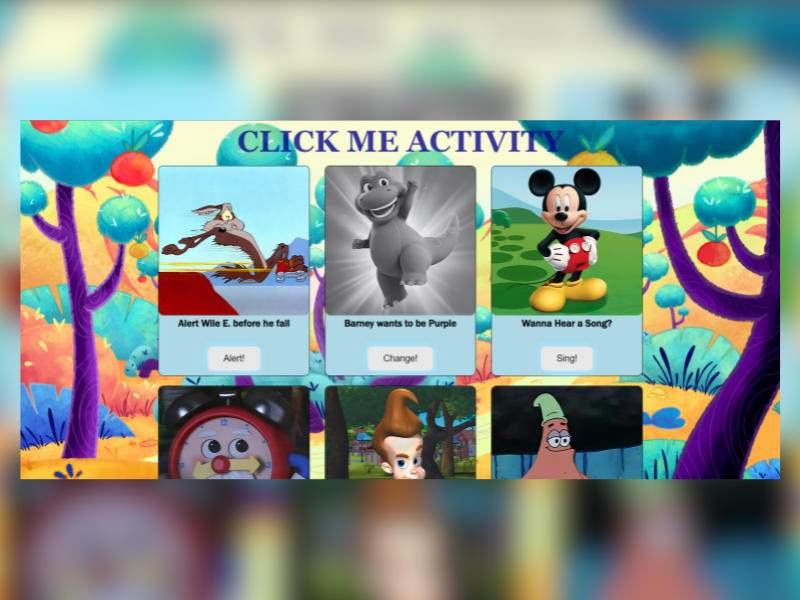 CLICK ME ACTIVITY
Alert Wile E. before he fall
Barney wants to be Purple
Wanna Hear a Song?
Alert!
Change!
Sing!